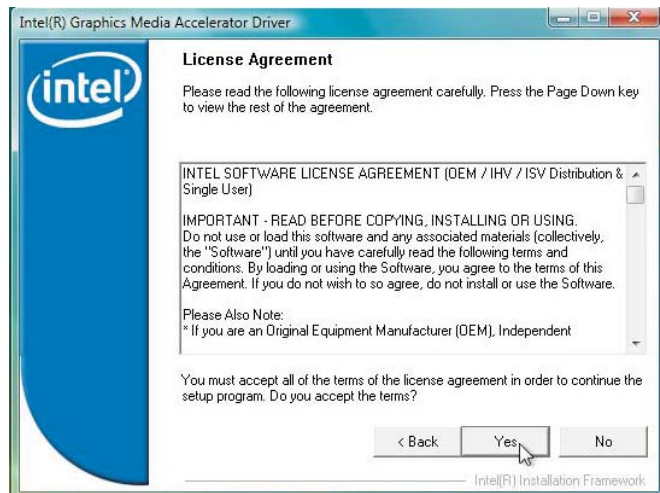 Intel(R) Graphics Media Accelerator Driver
intel
License Agreement
Please read the following license agreement carefully. Press the Page Down key
to view the rest of the agreement.
INTEL SOFTWARE LICENSE AGREEMENT (OEM / IHV / ISV Distribution &
Single User)
IMPORTANT - READ BEFORE COPYING, INSTALLING OR USING.
Do not use or load this software and any associated materials (collectively,
the "Software") until you have carefully read the following terms and
conditions. By loading or using the Software, you agree to the terms of this
Agreement. If you do not wish to so agree, do not install or use the Software.
Please Also Note:
* If you are an Original Equipment Manufacturer (OEM), Independent
You must accept all of the terms of the license agreement in order to continue the
setup program. Do you accept the terms?
< Back Yes No
Intel(R) Installation Framework